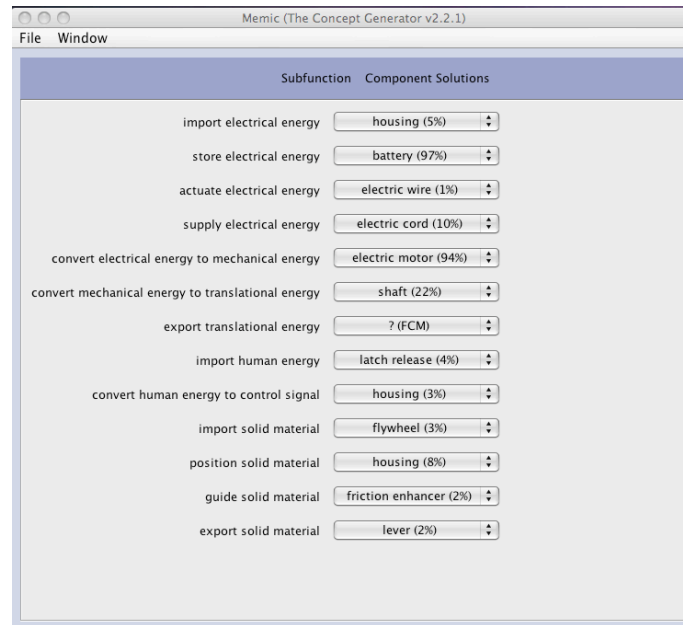 Memic (The Concept Generator v2.2.1)
File Window
Subfunction Component Solutions
import electrical energy housing (5%)
store electrical energy battery (97%)
actuate electrical energy electric wire (1%)
supply electrical energy electric cord (10%)
convert electrical energy to mechanical energy electric motor (94%)
convert mechanical energy to translational energy shaft (22%)
export translational energy ? (FCM)
import human energy latch release (4%)
convert human energy to control signal housing (3%)
import solid material flywheel (3%)
position solid material housing (8%)
guide solid material friction enhancer (2%)
export solid material lever (2%)